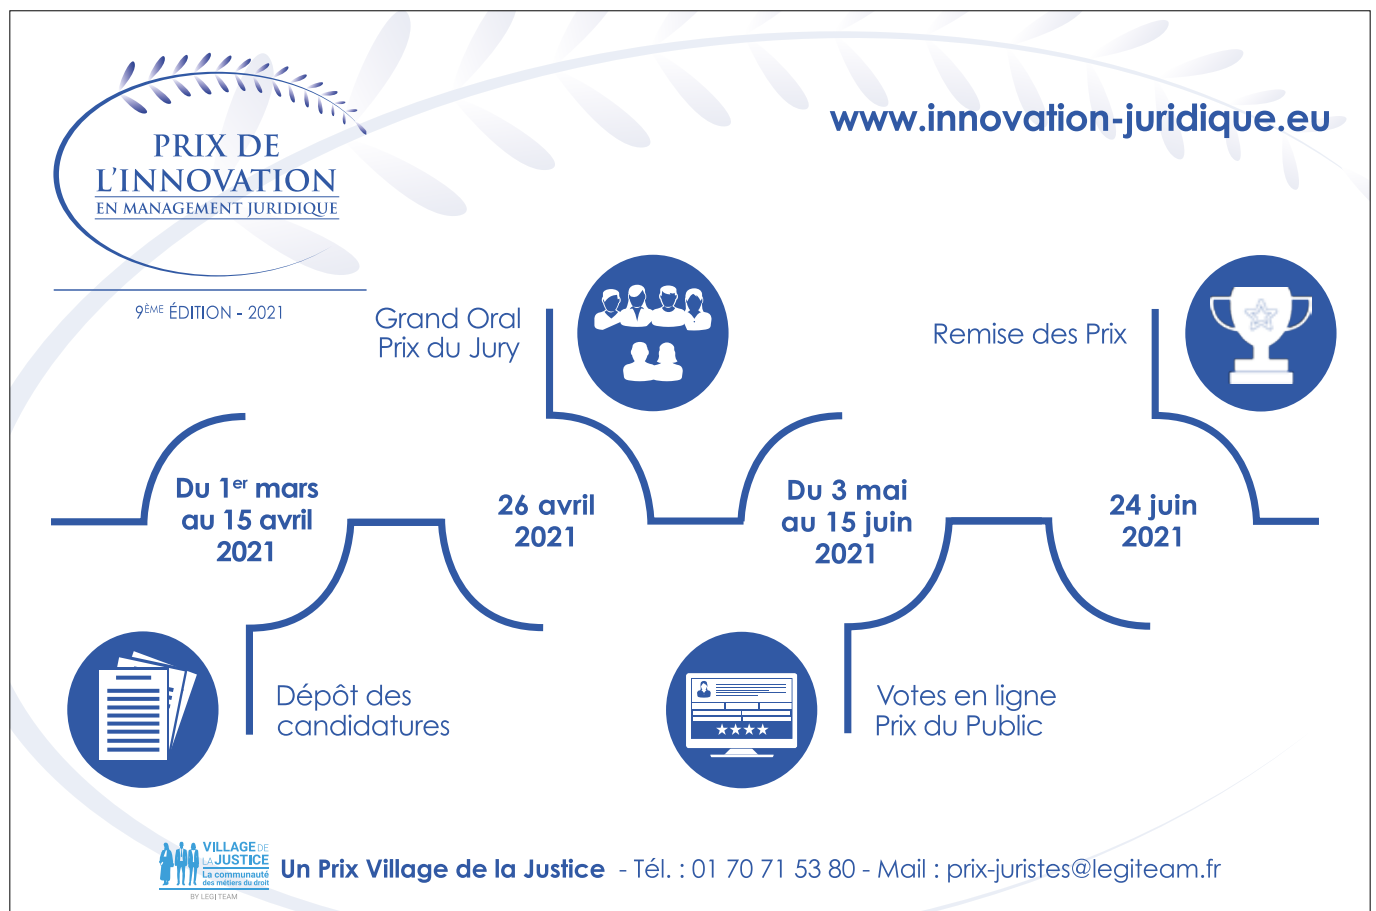 PRIX DE
L'INNOVATION
EN MANAGEMENT JURIDIQUE
9ÈME ÉDITION - 2021
www.innovation-juridique.eu
Grand Oral
Prix du Jury
Remise des Prix
Du 1er mars
au 15 avril
2021
26 avril
2021
Du 3 mai
au 15 juin
2021
24 juin
2021
Dépôt des
candidatures
Votes en ligne
Prix du Public
VILLAGE DE
LA JUSTICE
La communauté
des métiers du droit
BY LEGI TEAM
Un Prix Village de la Justice - Tél. : 01 70 71 53 80 - Mail : prix-juristes@legiteam.fr